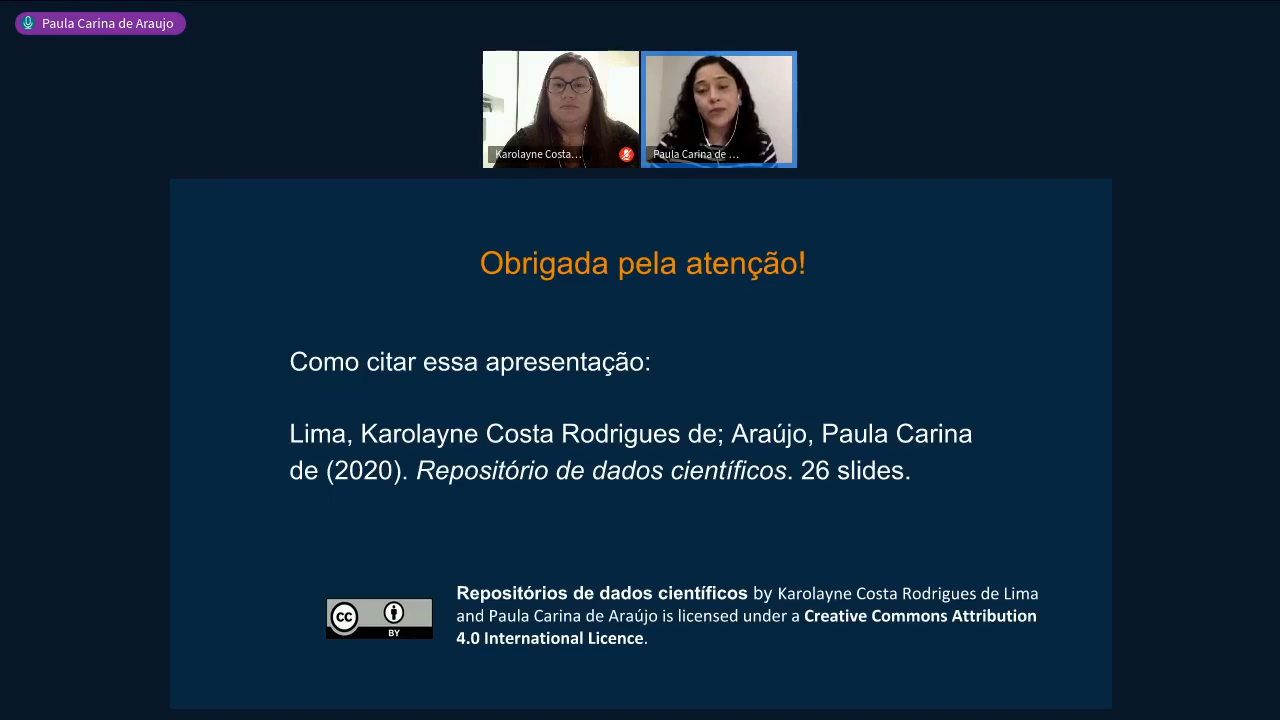 Paula Carina de Araujo
Karolayne Costa...
Paula Carina de ...
Obrigada pela atenção!
Como citar essa apresentação:
Lima, Karolayne Costa Rodrigues de; Araújo, Paula Carina
de (2020). Repositório de dados científicos. 26 slides.
Repositórios de dados científicos by Karolayne Costa Rodrigues de Lima
and Paula Carina de Araújo is licensed under a Creative Commons Attribution
4.0 International Licence.
cc
BY